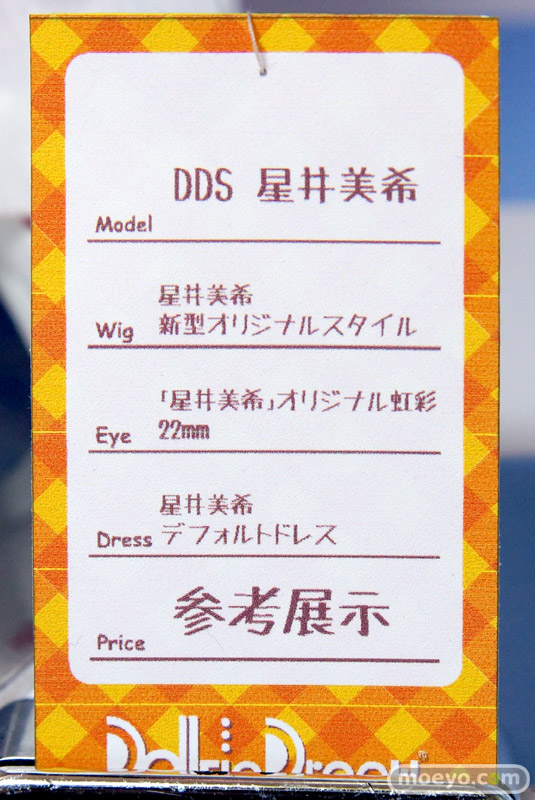 DDS 星井美希
Model
星井美希
新型オリジナルスタイル
Wig
「星井美希」オリジナル虹彩
22mm
Eye
星井美希
デフォルトドレス
Dress
参考展示
Price
moeyo.com